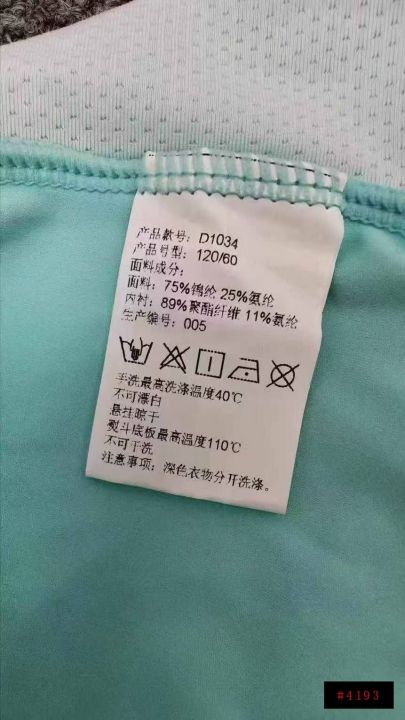 产品款号: D1034
产品号型: 120/60
面料成分:
面料: 75%锦纶 25%氨纶
内衬: 89%聚酯纤维 11%氨纶
生产编号: 005
手洗最高洗涤温度40℃
不可漂白
悬挂晾干
熨斗底板最高温度110℃
不可干洗
注意事项: 深色衣物分开洗涤。
#4193